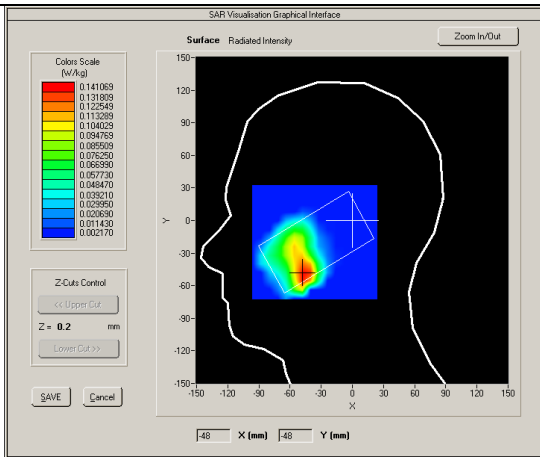 SAR Visualisation Graphical Interface
Surface Radiated Intensity
Zoom In/Out
Colors Scale
(W/kg)
0.141069
0.131809
0.122549
0.113289
0.104029
0.094769
0.085509
0.076250
0.066990
0.057730
0.048470
0.039210
0.029950
0.020690
0.011430
0.002170
Z-Cuts Control
<< Upper Cut
Z = 0.2 mm
Lower Cut >>
SAVE Cancel
150
120
90
60
30
0
-30
-60
-90
-120
-150
Y
-150 -120 -90 -60 -30 0 30 60 90 120 150
X
-48 X (mm) -48 Y (mm)